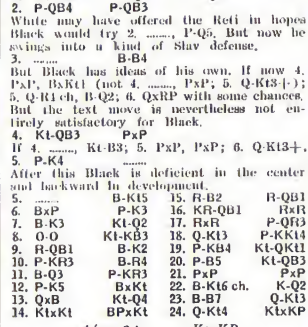 2. P-QB4 P-QB3
White may have offered the Reti in hopes
Black would try 2. ........, P-Q5. But now he
swings into a kind of Slav defense.
3. ........ B-B4
But Black has ideas of his own. If now 4.
PxP, BxKt! (not 4. ........, PxP; 5. Q-Kt3+);
5. Q-R4 ch, B-Q2; 6. QxRP with some chances.
But the text move is nevertheless not en-
tirely satisfactory for Black.
4. Kt-QB3 PxP
If 4. ........, Kt-B3; 5. PxP, PxP; 6. Q-Kt3+.
5. P-K4 ........
After this Black is deficient in the center
and backward in development.
5. ........ B-Kt5 15. R-B2 R-QB1
6. BxP P-K3 16. KR-QB1 RxR
7. B-K3 Kt-Q2 17. RxR P-QR3
8. O-O Kt-KB3 18. Q-Kt3 P-KKt4
9. R-QB1 B-K2 19. P-KB4 Kt-QKt1
10. P-KR3 B-R4 20. P-B5 Kt-QB3
11. B-Q3 P-KR3 21. PxP PxP
12. P-K5 BxKt 22. B-Kt6 ch. K-Q2
13. QxB Kt-Q4 23. B-B7 Q-Kt3
14. KtxKt BPxKt 24. Q-Kt4 KtxKP